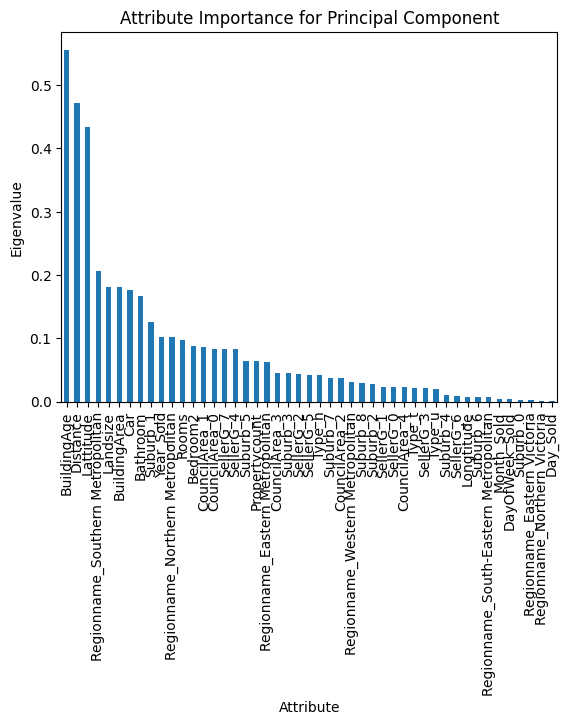 Attribute Importance for Principal Component
Eigenvalue
0.5
0.4
0.3
0.2
0.1
0.0
BuildingAge
Distance
Lattitude
Regionname_Southern Metropolitan
Landsize
BuildingArea
Car
Bathroom
Suburb_1
Year_Sold
Regionname_Northern Metropolitan
Rooms
Bedroom2
CouncilArea_1
CouncilArea_0
SellerG_7
SellerG_4
Suburb_5
Propertycount
Regionname_Eastern Metropolitan
CouncilArea_3
Suburb_3
SellerG_2
SellerG_5
Type_h
Suburb_7
CouncilArea_2
Regionname_Western Metropolitan
Suburb_8
Suburb_2
SellerG_1
SellerG_0
CouncilArea_4
Type_t
SellerG_3
Type_u
Suburb_4
SellerG_6
Longtitude
Suburb_6
Regionname_South-Eastern Metropolitan
Month_Sold
DayOfWeek_Sold
Suburb_0
Regionname_Eastern Victoria
Regionname_Northern Victoria
Day_Sold
Attribute